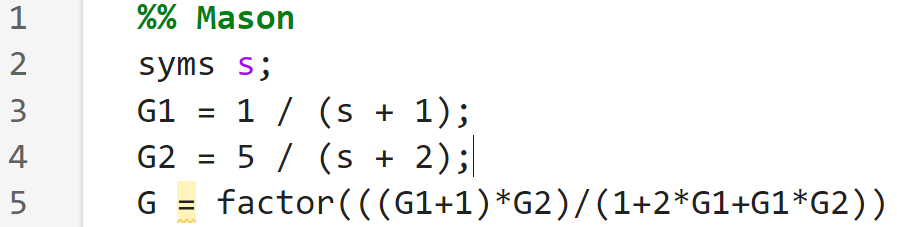 1 %% Mason
2 syms s;
3 G1 = 1 / (s + 1);
4 G2 = 5 / (s + 2);
5 G = factor(((G1+1)*G2)/(1+2*G1+G1*G2))